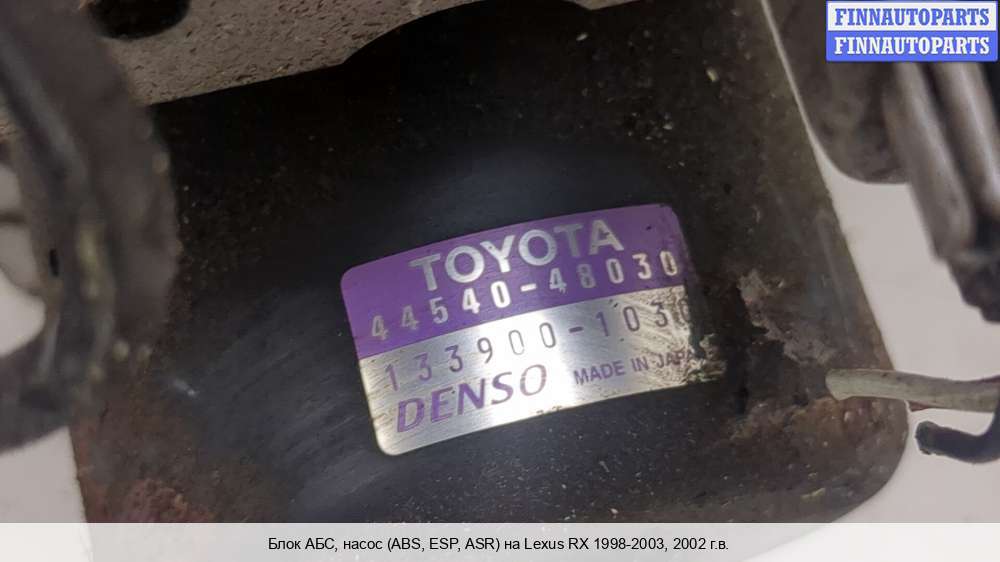 FINNAUTOPARTS
FINNAUTOPARTS
TOYOTA
44540-48030
133900-1030
DENSO MADE IN JAPAN
Блок АБС, насос (ABS, ESP, ASR) на Lexus RX 1998-2003, 2002 г.в.